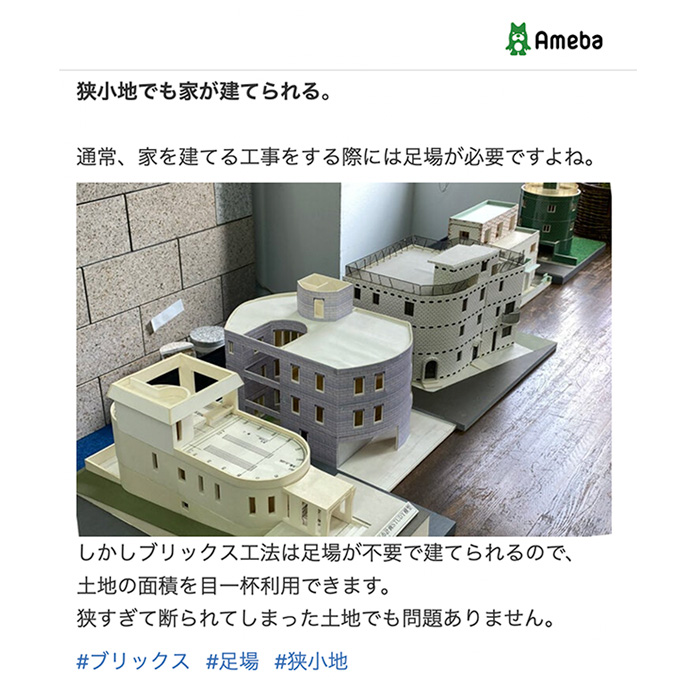 Ameba
狭小地でも家が建てられる。
通常、家を建てる工事をする際には足場が必要ですよね。
しかしブリックス工法は足場が不要で建てられるので、
土地の面積を目一杯利用できます。
狭すぎて断られてしまった土地でも問題ありません。
#ブリックス #足場 #狭小地